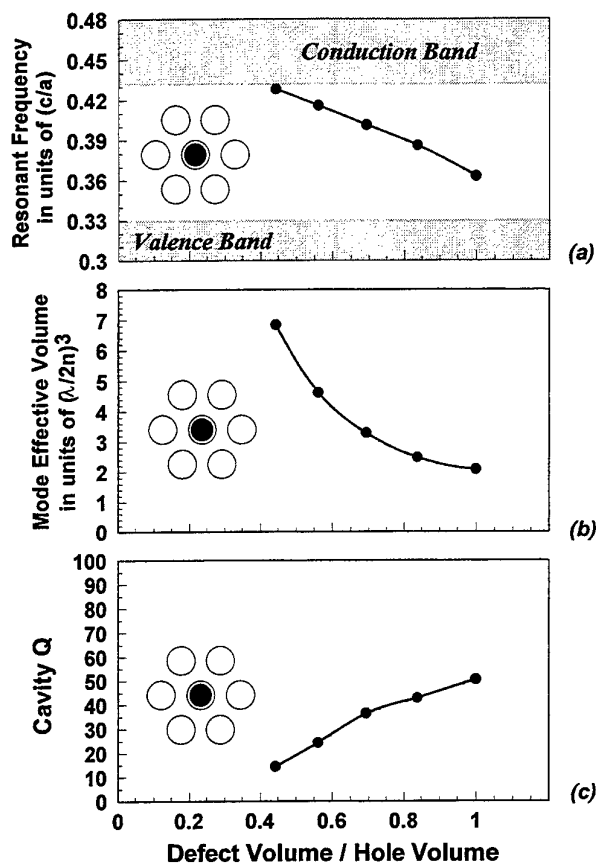 0.48
0.45
0.42
0.39
0.36
0.33
0.3
Resonant Frequency
in units of (c/a)
Conduction Band
Valence Band
(a)
8
7
6
5
4
3
2
1
0
Mode Effective Volume
in units of (λ/2n)³
(b)
100
90
80
70
60
50
40
30
20
10
0
Cavity Q
(c)
0 0.2 0.4 0.6 0.8 1
Defect Volume / Hole Volume